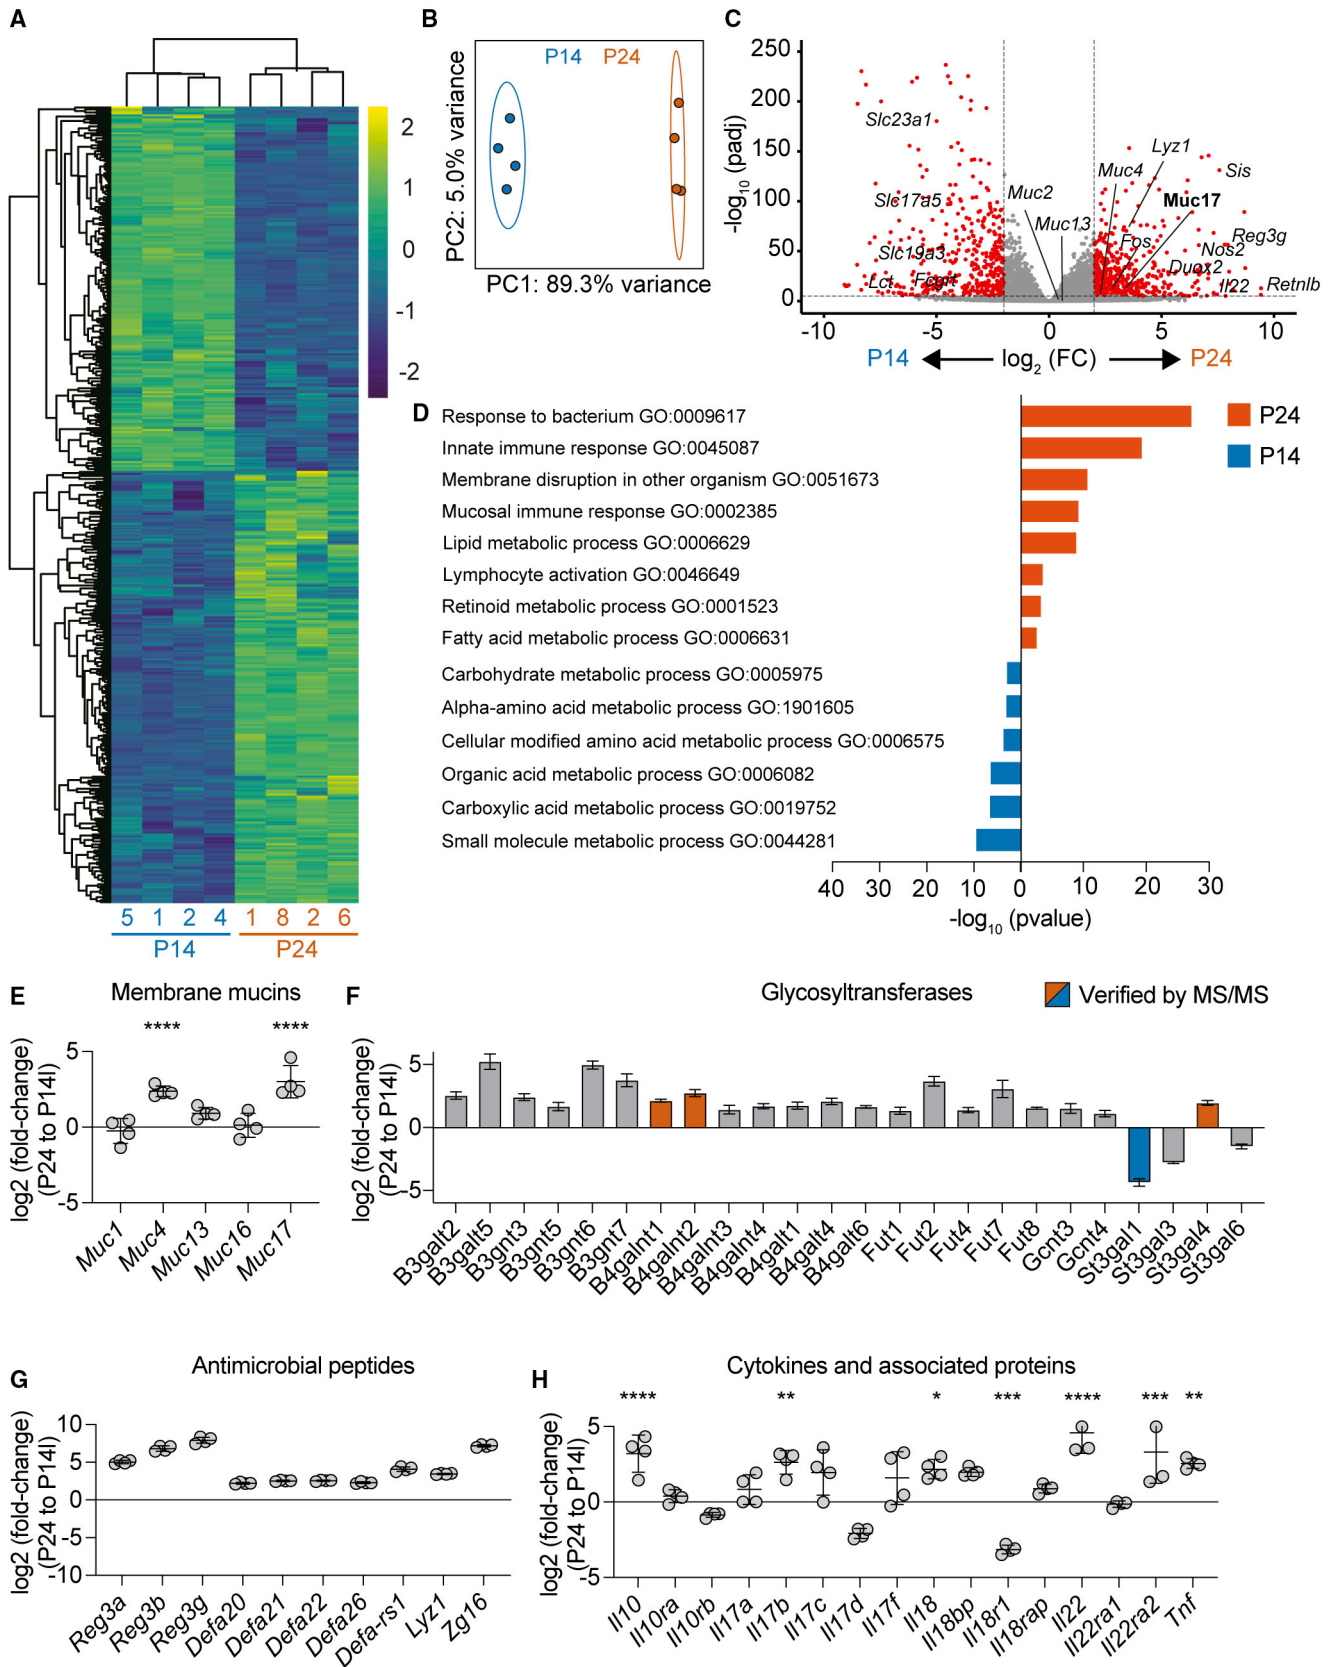 A
2
1
0
-1
-2
5 1 2 4 1 8 2 6
P14 P24
B
P14 P24
PC2: 5.0% variance
PC1: 89.3% variance
C
-log10 (padj)
250
200
150
100
50
0
Slc23a1
Slc17a5
Slc19a3
Lct
Fcgrt
Muc2
Muc13
Muc4
Lyz1
Muc17
Fos
Sis
Reg3g
Nos2
Duox2
Il22
Retnlb
-10 -5 0 5 10
P14 log2 (FC) P24
D
P24
P14
Response to bacterium GO:0009617
Innate immune response GO:0045087
Membrane disruption in other organism GO:0051673
Mucosal immune response GO:0002385
Lipid metabolic process GO:0006629
Lymphocyte activation GO:0046649
Retinoid metabolic process GO:0001523
Fatty acid metabolic process GO:0006631
Carbohydrate metabolic process GO:0005975
Alpha-amino acid metabolic process GO:1901605
Cellular modified amino acid metabolic process GO:0006575
Organic acid metabolic process GO:0006082
Carboxylic acid metabolic process GO:0019752
Small molecule metabolic process GO:0044281
40 30 20 10 0 10 20 30
-log10 (pvalue)
E
Membrane mucins
**** ****
log2 (fold-change)
(P24 to P14l)
5
0
-5
Muc1 Muc4 Muc13 Muc16 Muc17
F
Glycosyltransferases
Verified by MS/MS
log2 (fold-change)
(P24 to P14l)
5
0
-5
B3galt2 B3galt5 B3gnt3 B3gnt5 B3gnt6 B3gnt7 B4galnt1 B4galnt2 B4galnt3 B4galnt4 B4galt1 B4galt4 B4galt6 Fut1 Fut2 Fut4 Fut7 Fut8 Gcnt3 Gcnt4 St3gal1 St3gal3 St3gal4 St3gal6
G
Antimicrobial peptides
log2 (fold-change)
(P24 to P14l)
10
5
0
-5
-10
Reg3a Reg3b Reg3g Defa20 Defa21 Defa22 Defa26 Defa-rs1 Lyz1 Zg16
H
Cytokines and associated proteins
**** ** * *** **** *** **
log2 (fold-change)
(P24 to P14l)
5
0
-5
Il10 Il10ra Il10rb Il17a Il17b Il17c Il17d Il17f Il18 Il18bp Il18r1 Il18rap Il22 Il22ra1 Il22ra2 Tnf